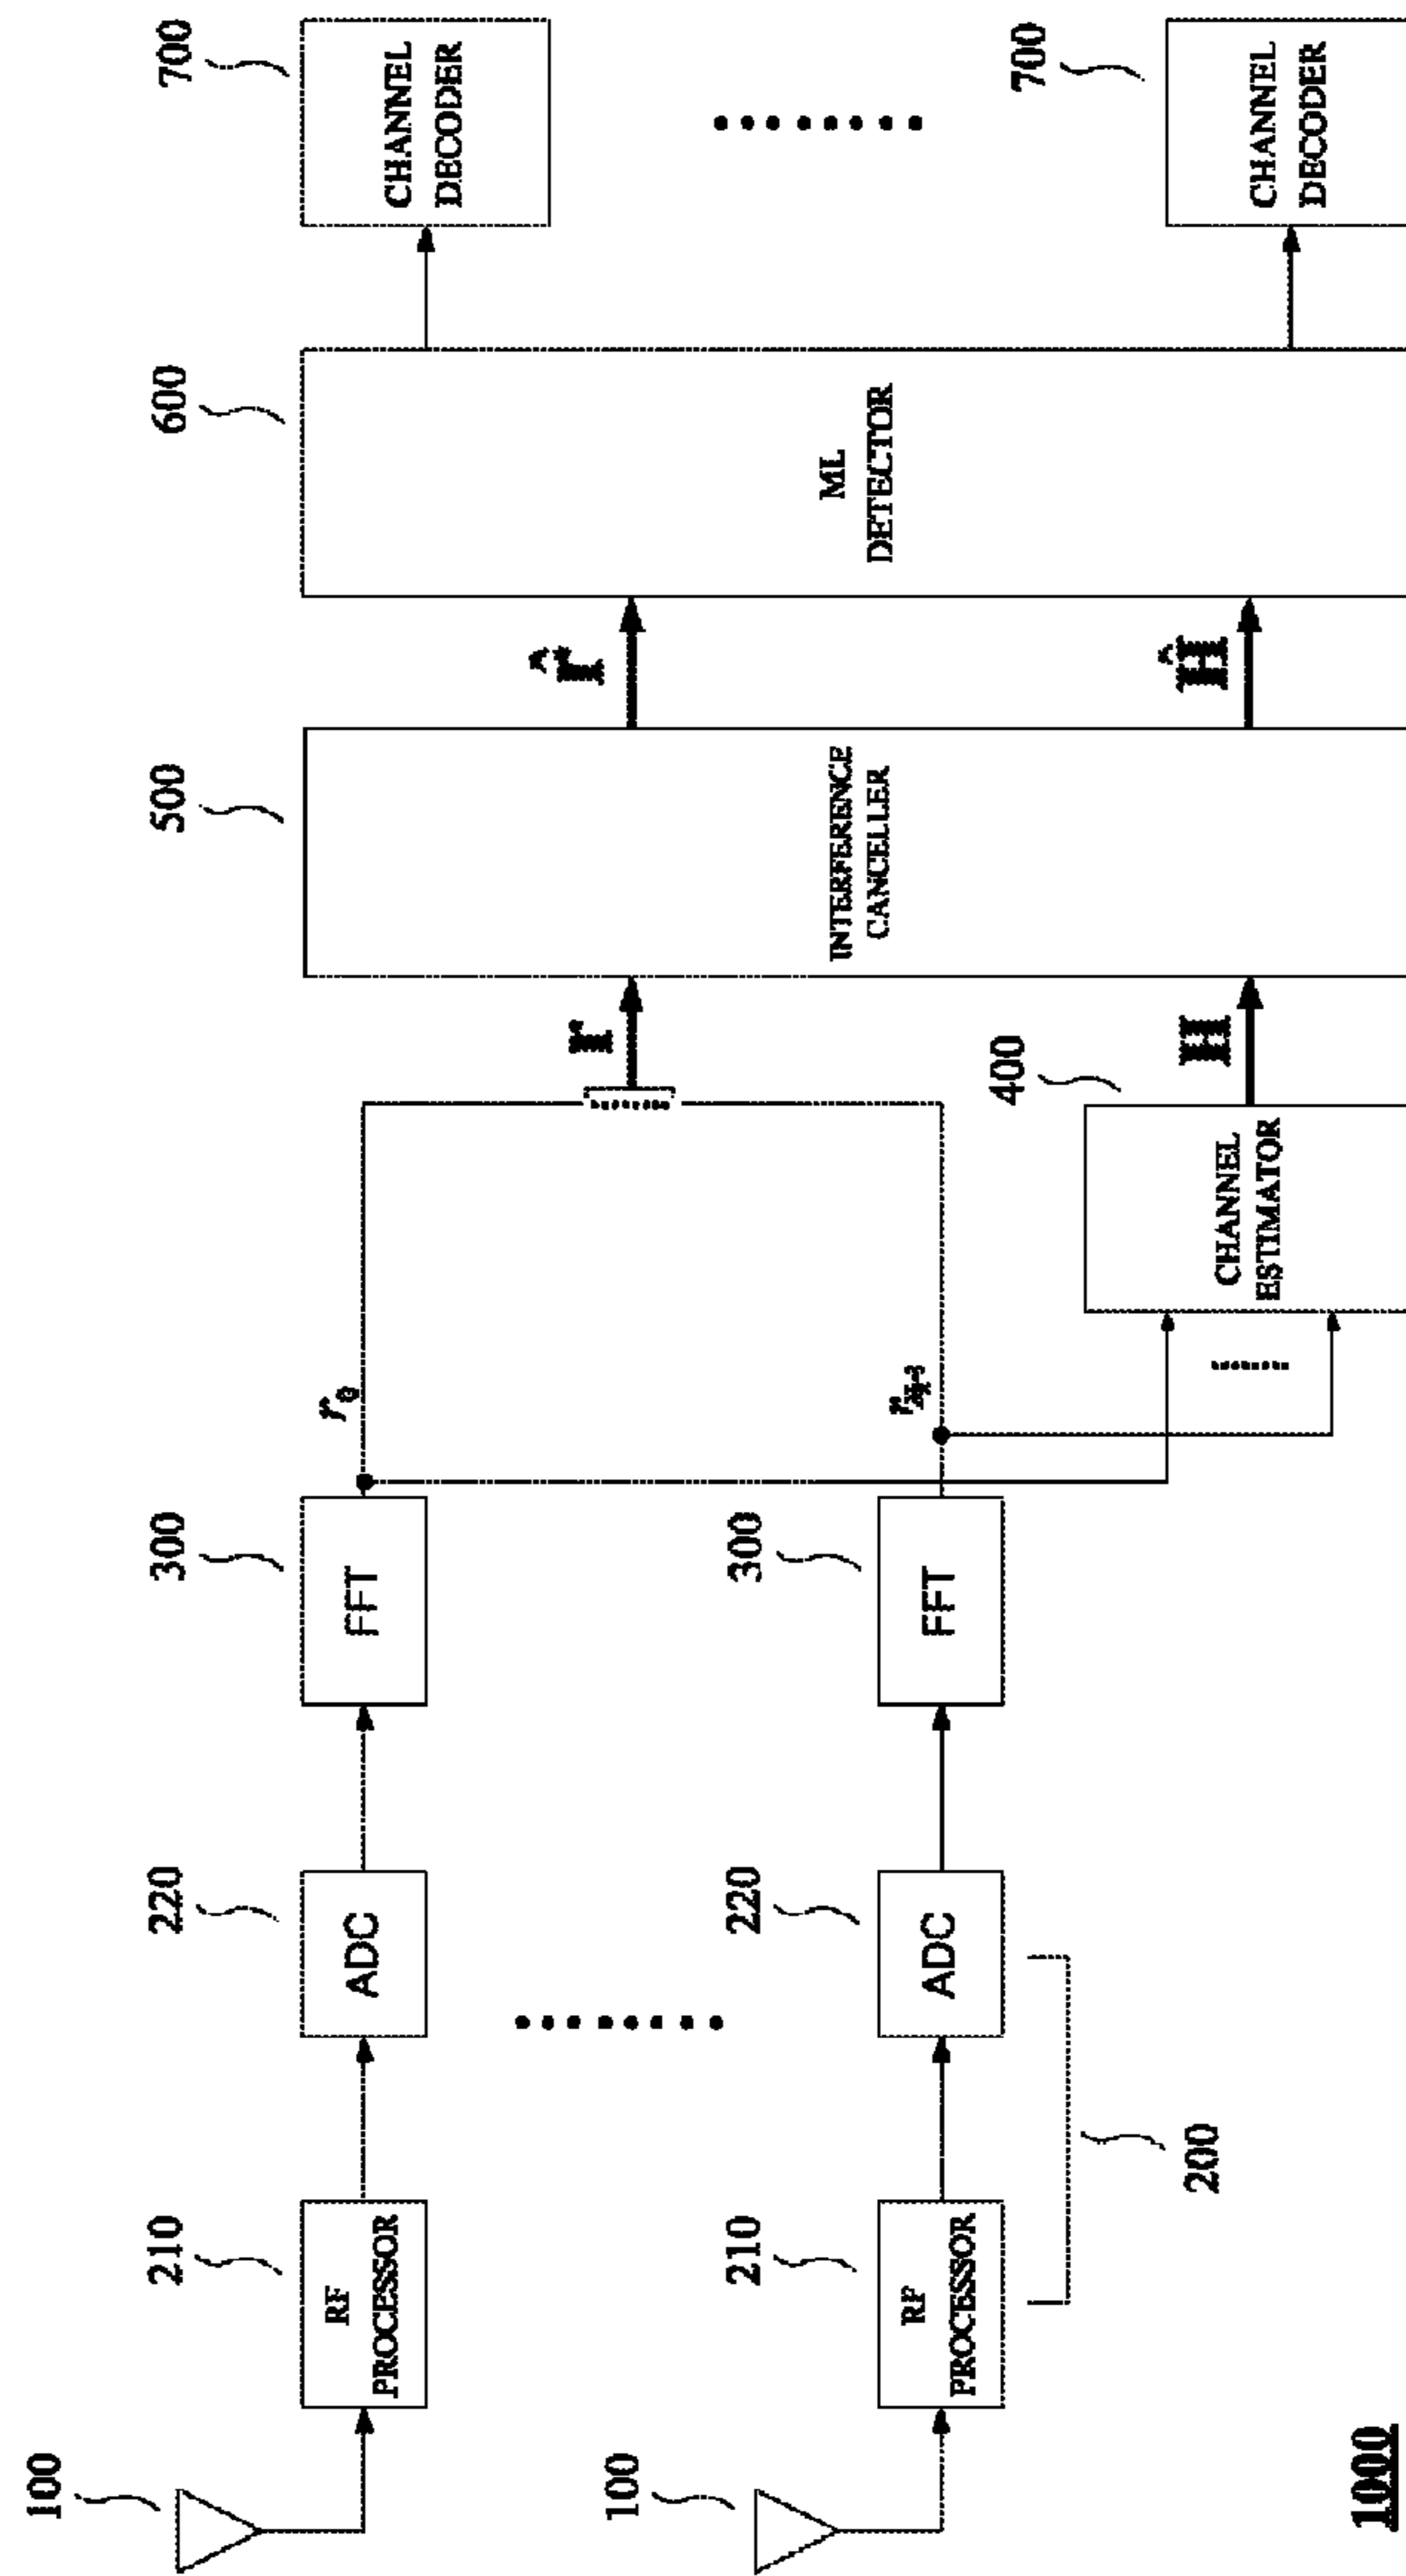 100
210
220
300
500
600
700
RF
PROCESSOR
ADC
FFT
r₀
r
INTERFERENCE
CANCELLER
r̂
ML
DETECTOR
CHANNEL
DECODER
100
210
220
300
400
700
RF
PROCESSOR
ADC
FFT
CHANNEL
ESTIMATOR
H
Ĥ
CHANNEL
DECODER
200
1000